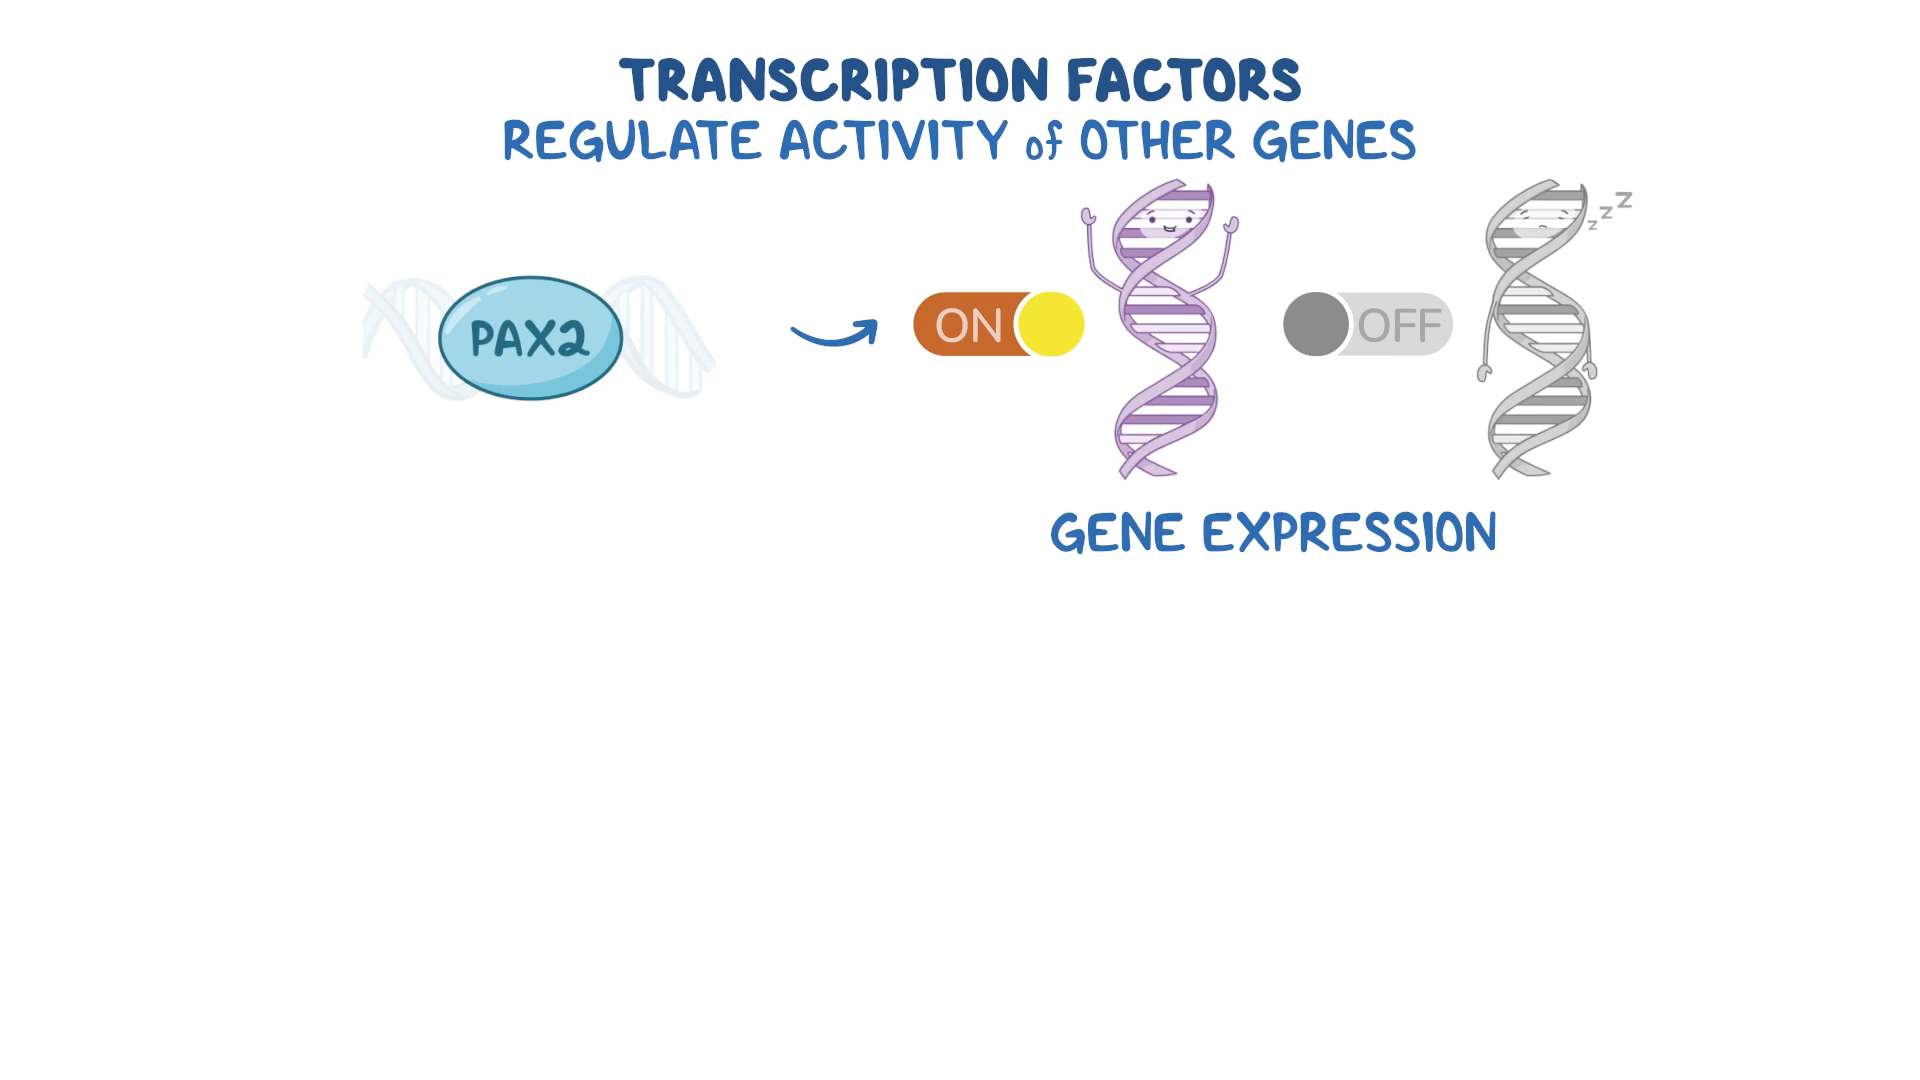 TRANSCRIPTION FACTORS
REGULATE ACTIVITY of OTHER GENES
z z z
PAX2
ON
OFF
GENE EXPRESSION